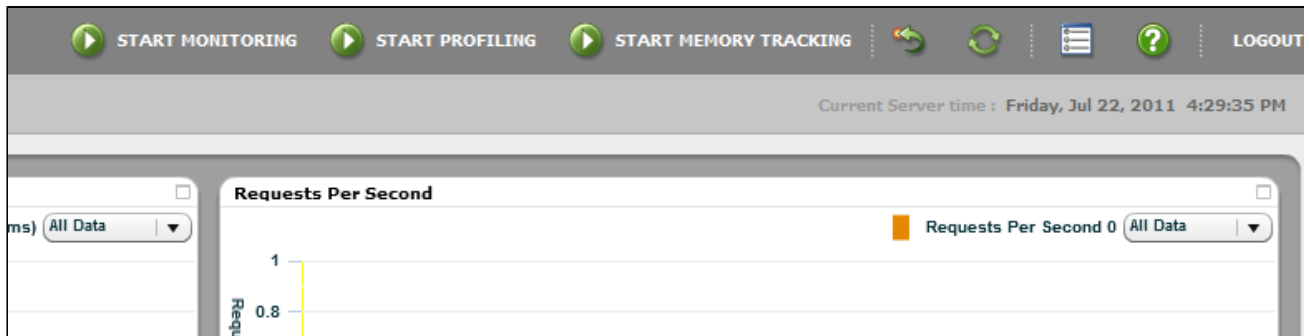 START MONITORING START PROFILING START MEMORY TRACKING LOGOUT
Current Server time : Friday, Jul 22, 2011 4:29:35 PM
Requests Per Second
ms) All Data
Requests Per Second 0 All Data
1
0.8